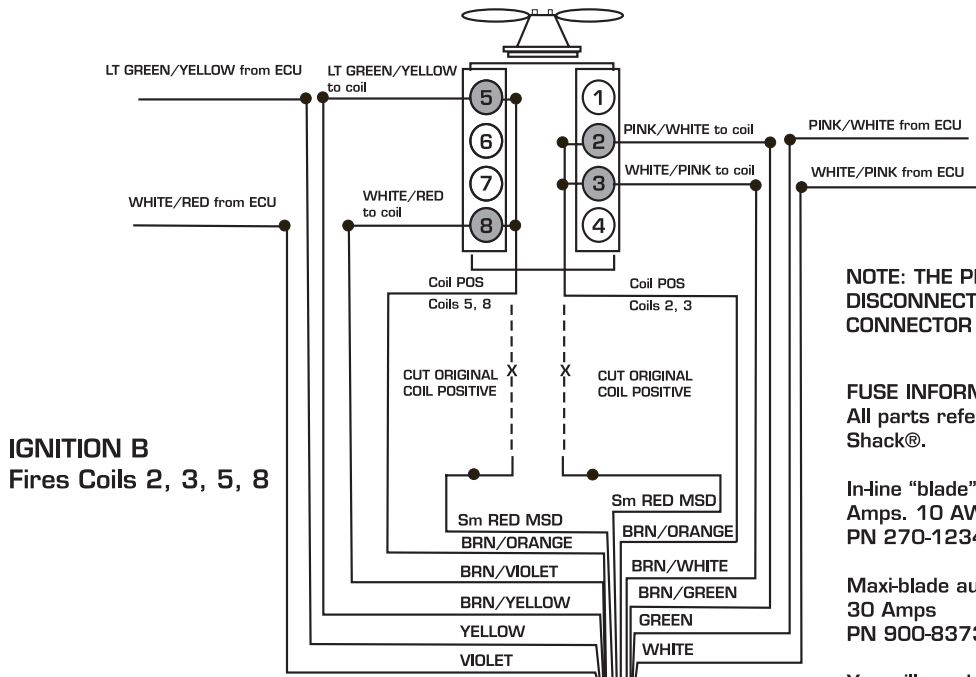 LT GREEN/YELLOW from ECU
LT GREEN/YELLOW
to coil
5
6
7
8
1
2
3
4
PINK/WHITE to coil
PINK/WHITE from ECU
WHITE/PINK to coil
WHITE/PINK from ECU
WHITE/RED from ECU
WHITE/RED
to coil
Coil POS
Coils 5, 8
Coil POS
Coils 2, 3
CUT ORIGINAL
COIL POSITIVE
X
X
CUT ORIGINAL
COIL POSITIVE
IGNITION B
Fires Coils 2, 3, 5, 8
Sm RED MSD
BRN/ORANGE
BRN/VIOLET
BRN/YELLOW
YELLOW
VIOLET
Sm RED MSD
BRN/ORANGE
BRN/WHITE
BRN/GREEN
GREEN
WHITE
NOTE: THE
DISCONNECT
CONNECTOR
FUSE
All parts
Shack®.
In-line “blade”
Amps. 10
PN 270-1234
Maxi-blade
30 Amps
PN 900-8373